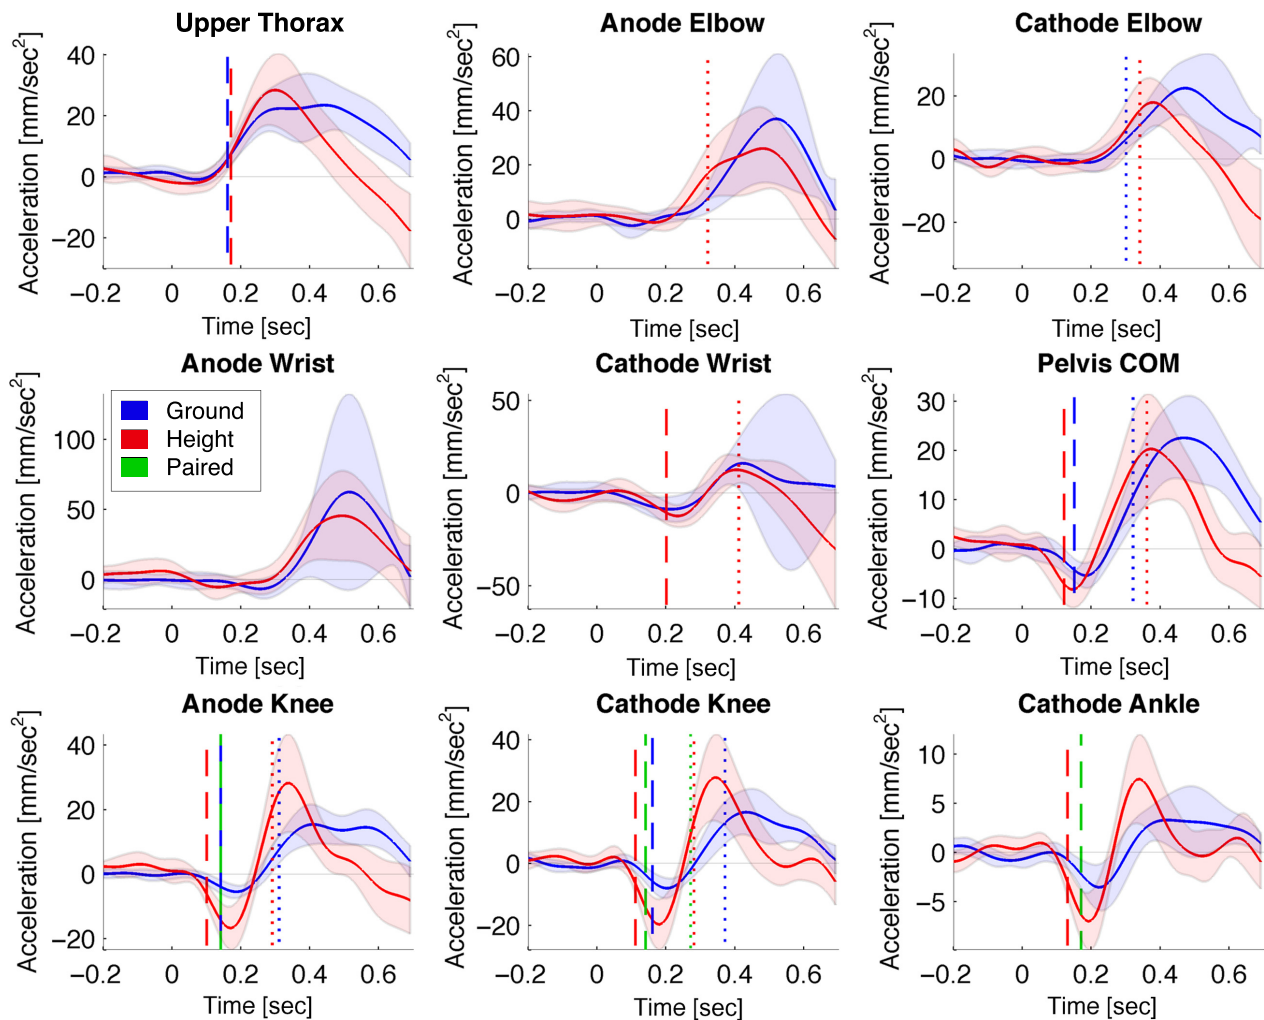 Upper Thorax
Acceleration [mm/sec²]
40
20
0
−20
−0.2 0 0.2 0.4 0.6
Time [sec]
Anode Elbow
Acceleration [mm/sec²]
60
40
20
0
−0.2 0 0.2 0.4 0.6
Time [sec]
Cathode Elbow
Acceleration [mm/sec²]
20
0
−20
−0.2 0 0.2 0.4 0.6
Time [sec]
Anode Wrist
Acceleration [mm/sec²]
100
50
0
Ground
Height
Paired
−0.2 0 0.2 0.4 0.6
Time [sec]
Cathode Wrist
Acceleration [mm/sec²]
50
0
−50
−0.2 0 0.2 0.4 0.6
Time [sec]
Pelvis COM
Acceleration [mm/sec²]
30
20
10
0
−10
−0.2 0 0.2 0.4 0.6
Time [sec]
Anode Knee
Acceleration [mm/sec²]
40
20
0
−20
−0.2 0 0.2 0.4 0.6
Time [sec]
Cathode Knee
Acceleration [mm/sec²]
40
20
0
−20
−0.2 0 0.2 0.4 0.6
Time [sec]
Cathode Ankle
Acceleration [mm/sec²]
10
5
0
−5
−0.2 0 0.2 0.4 0.6
Time [sec]